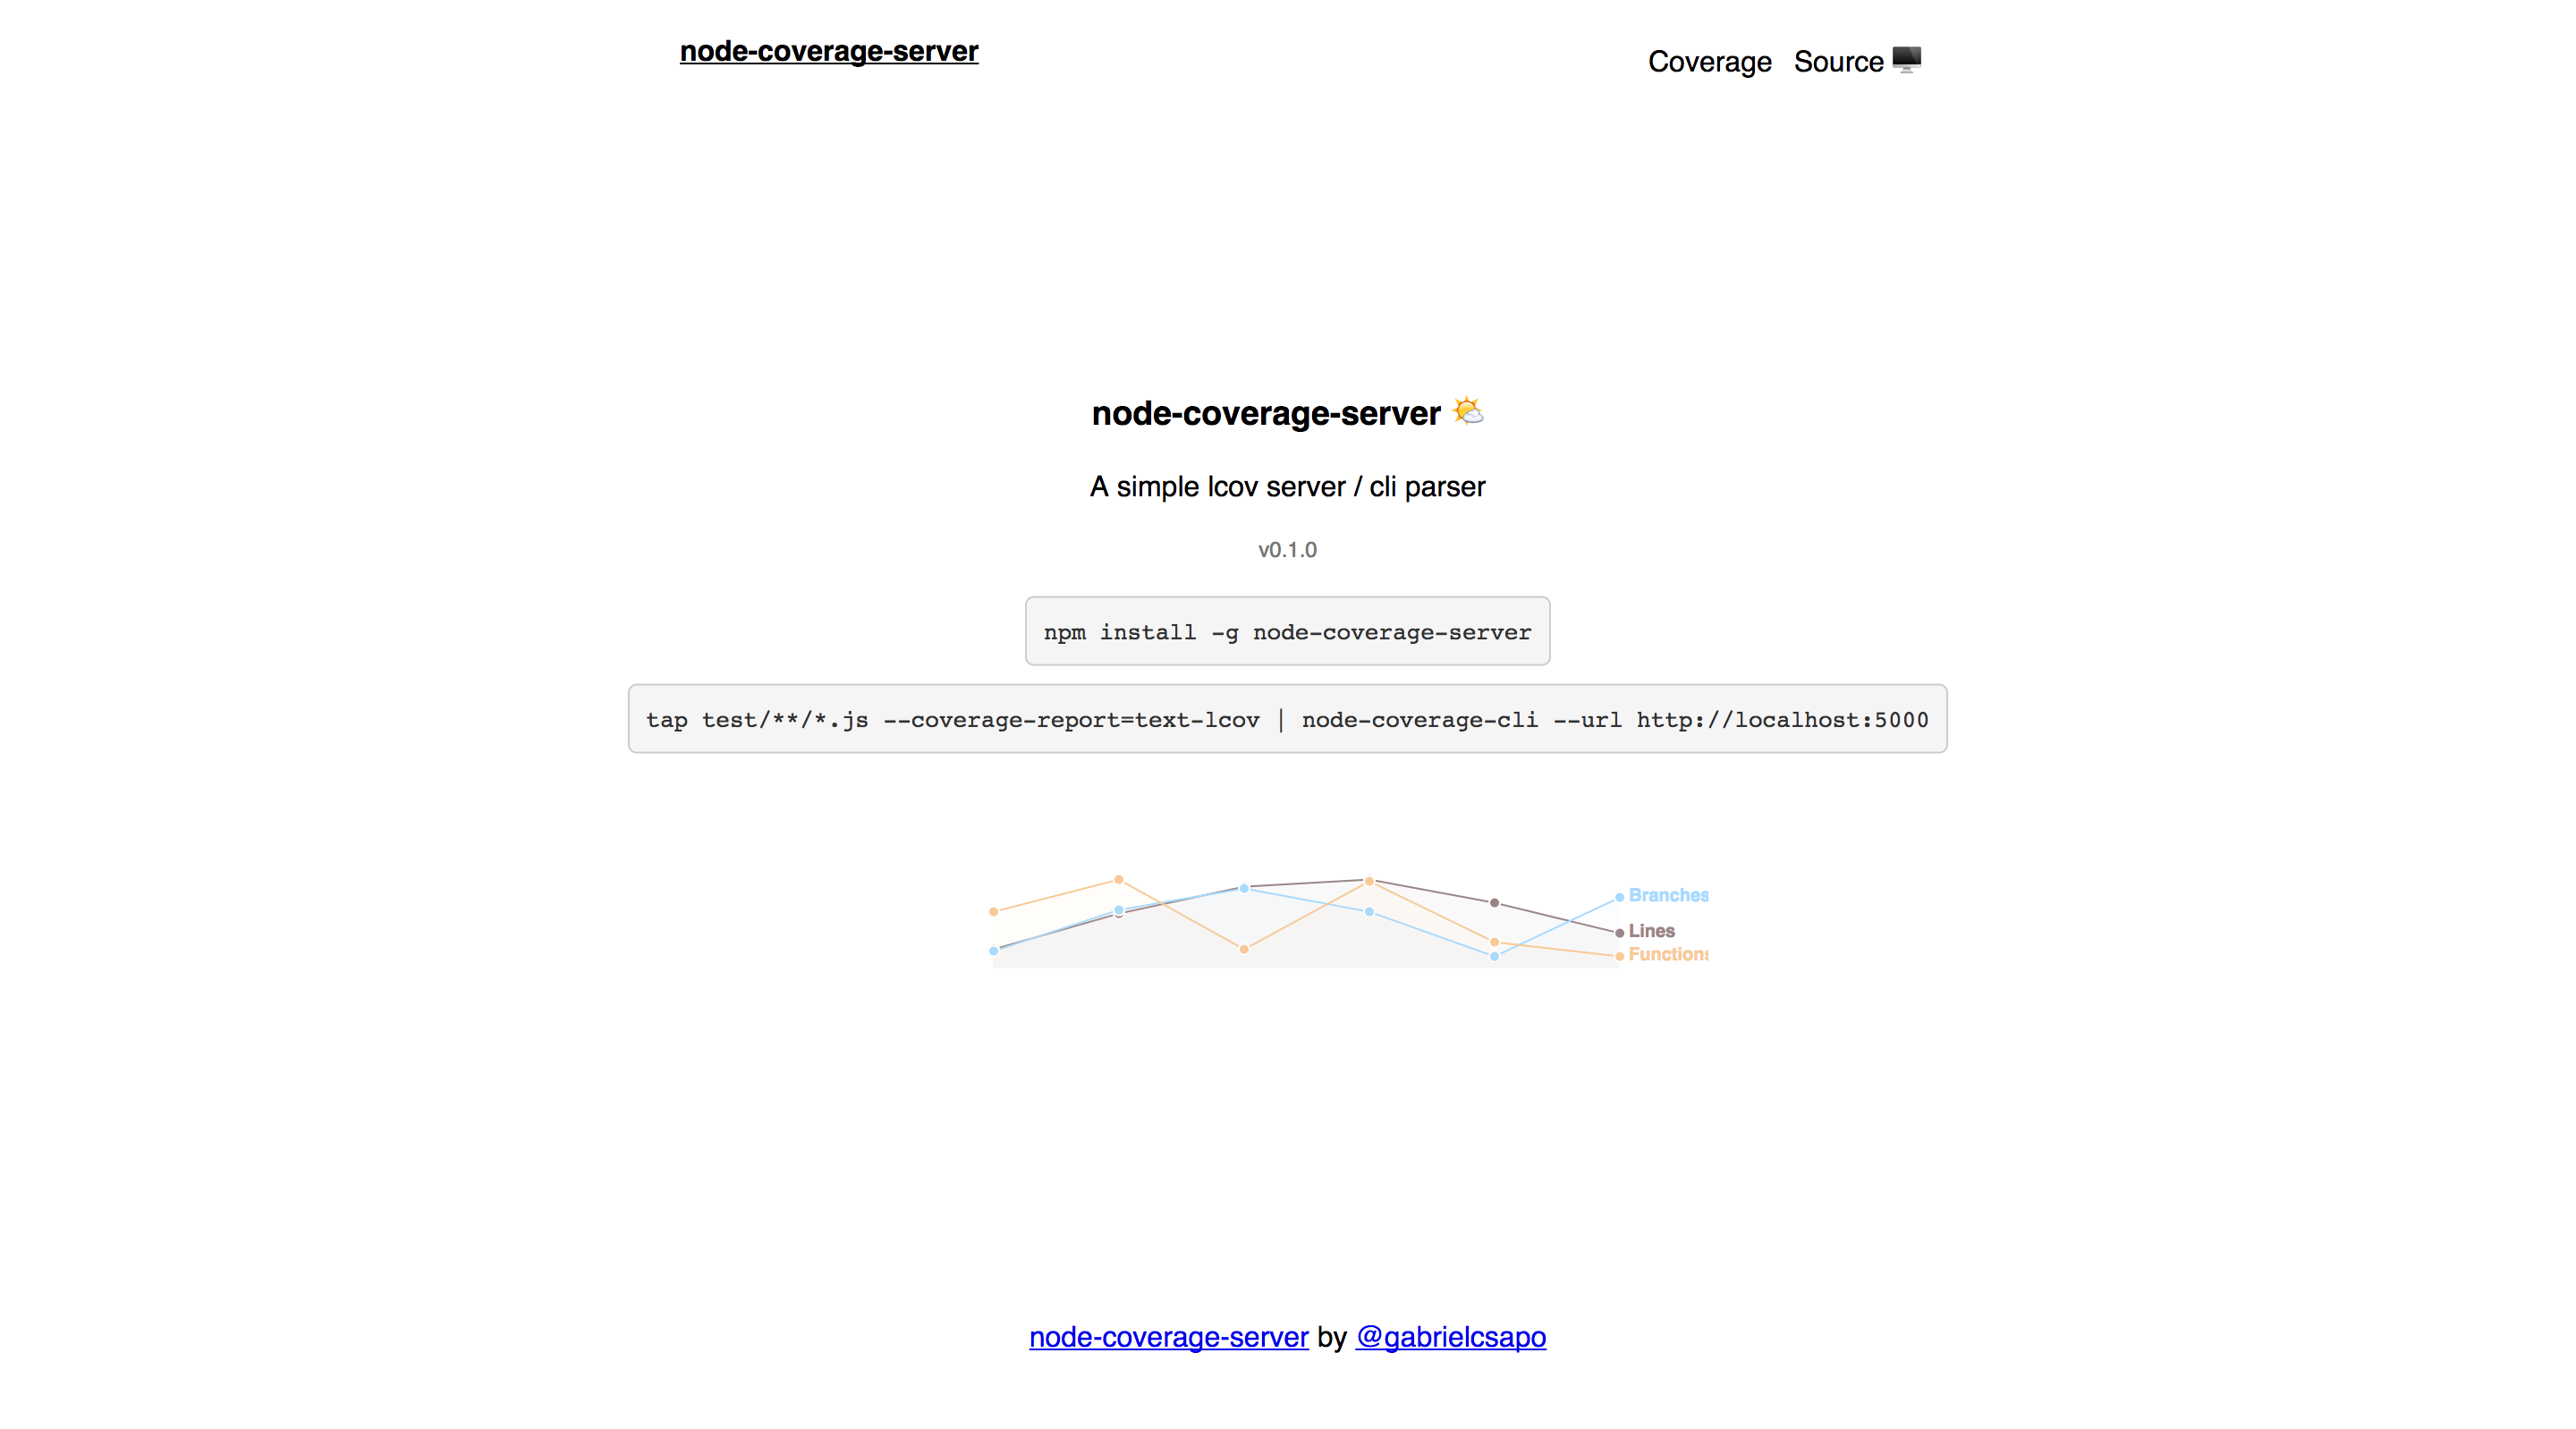 node-coverage-server
Coverage Source 🖥
node-coverage-server 🌤
A simple lcov server / cli parser
v0.1.0
npm install -g node-coverage-server
tap test/**/*.js --coverage-report=text-lcov | node-coverage-cli --url http://localhost:5000
Branches
Lines
Functions
node-coverage-server by @gabrielcsapo